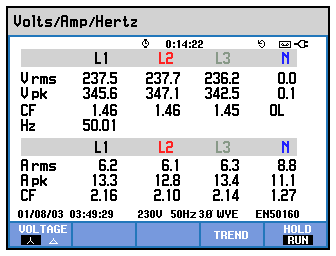 Volts/Amp/Hertz
0:14:22
L1 L2 L3 N
Vrms 237.5 237.7 236.2 0.0
Vpk 345.6 347.1 342.5 0.1
CF 1.46 1.46 1.45 OL
Hz 50.01
L1 L2 L3 N
Arms 6.2 6.1 6.3 8.8
Apk 13.3 12.8 13.4 11.1
CF 2.16 2.10 2.14 1.27
01/08/03 03:49:29 230V 50Hz 3Ø WYE EN50160
VOLTAGE TREND HOLD
RUN